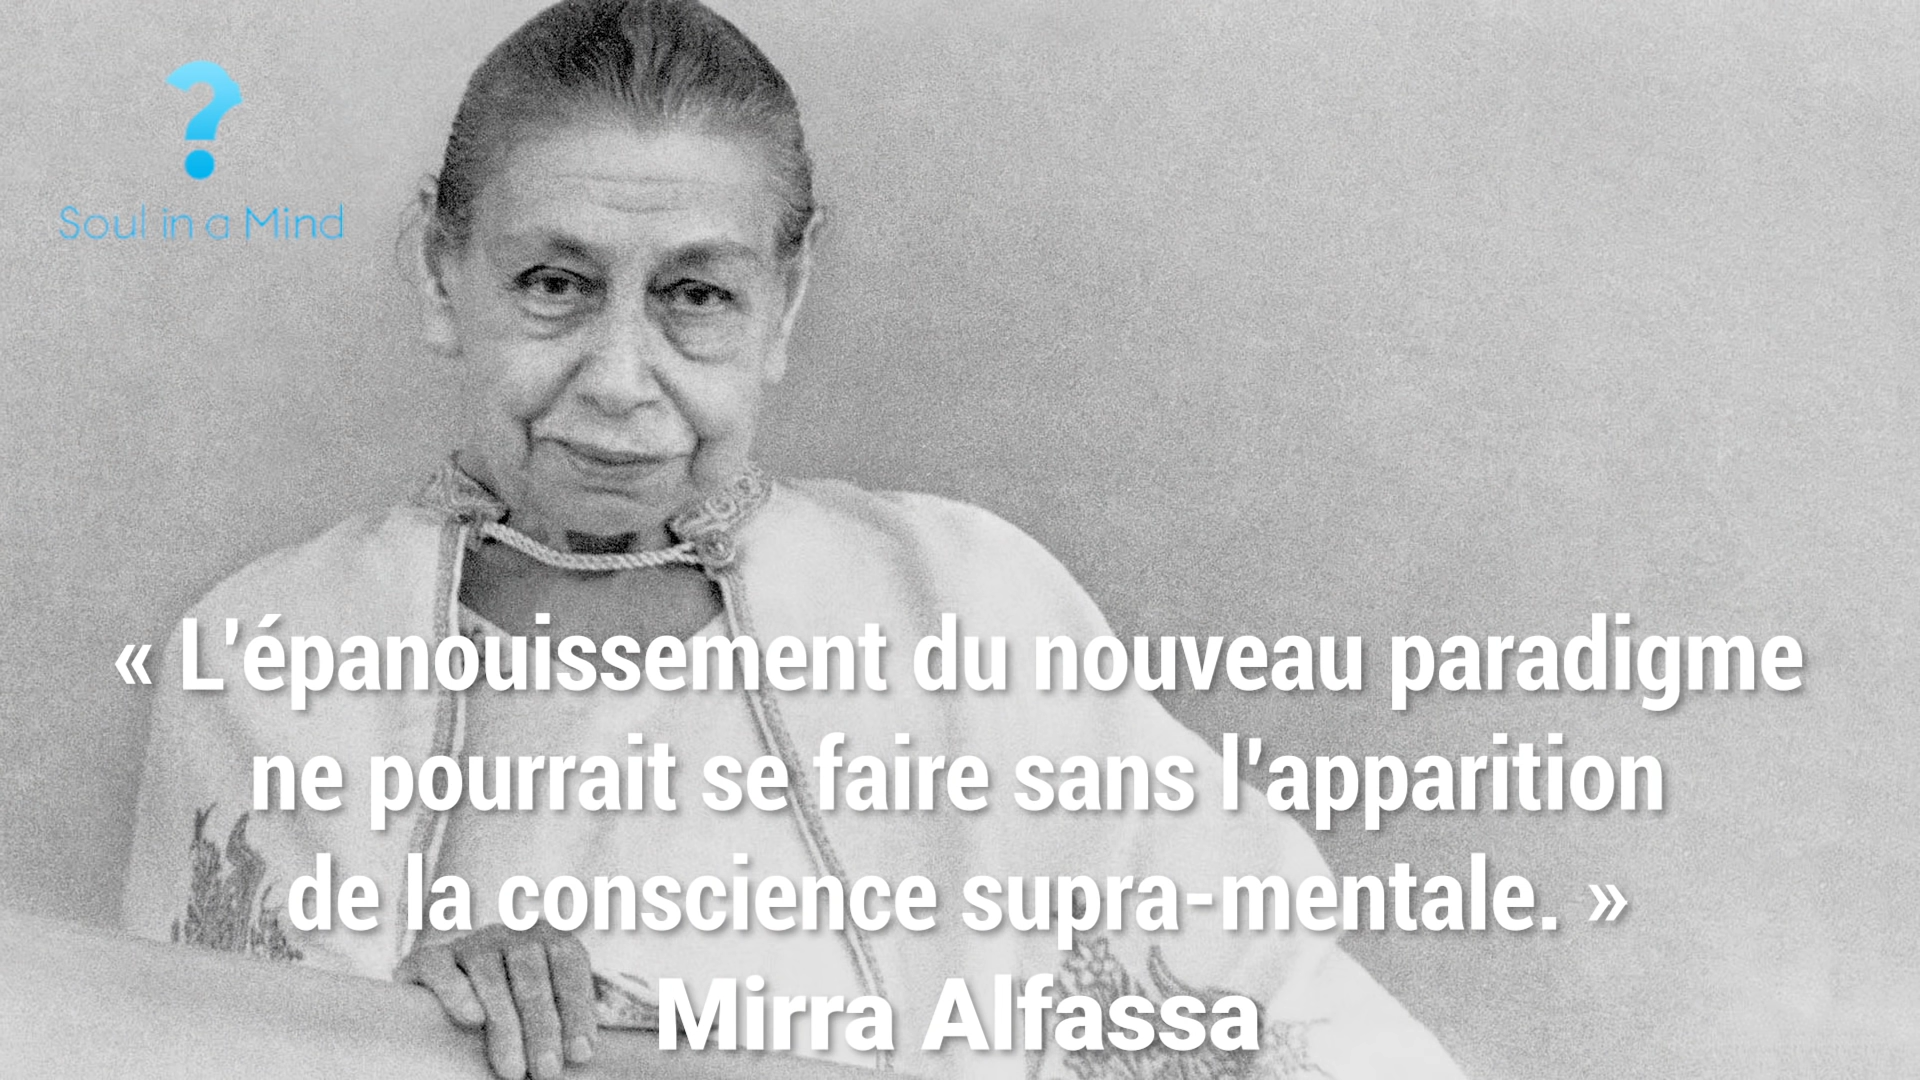 ?
Soul in a Mind
« L'épanouissement du nouveau paradigme
ne pourrait se faire sans l'apparition
de la conscience supra-mentale. »
Mirra Alfassa